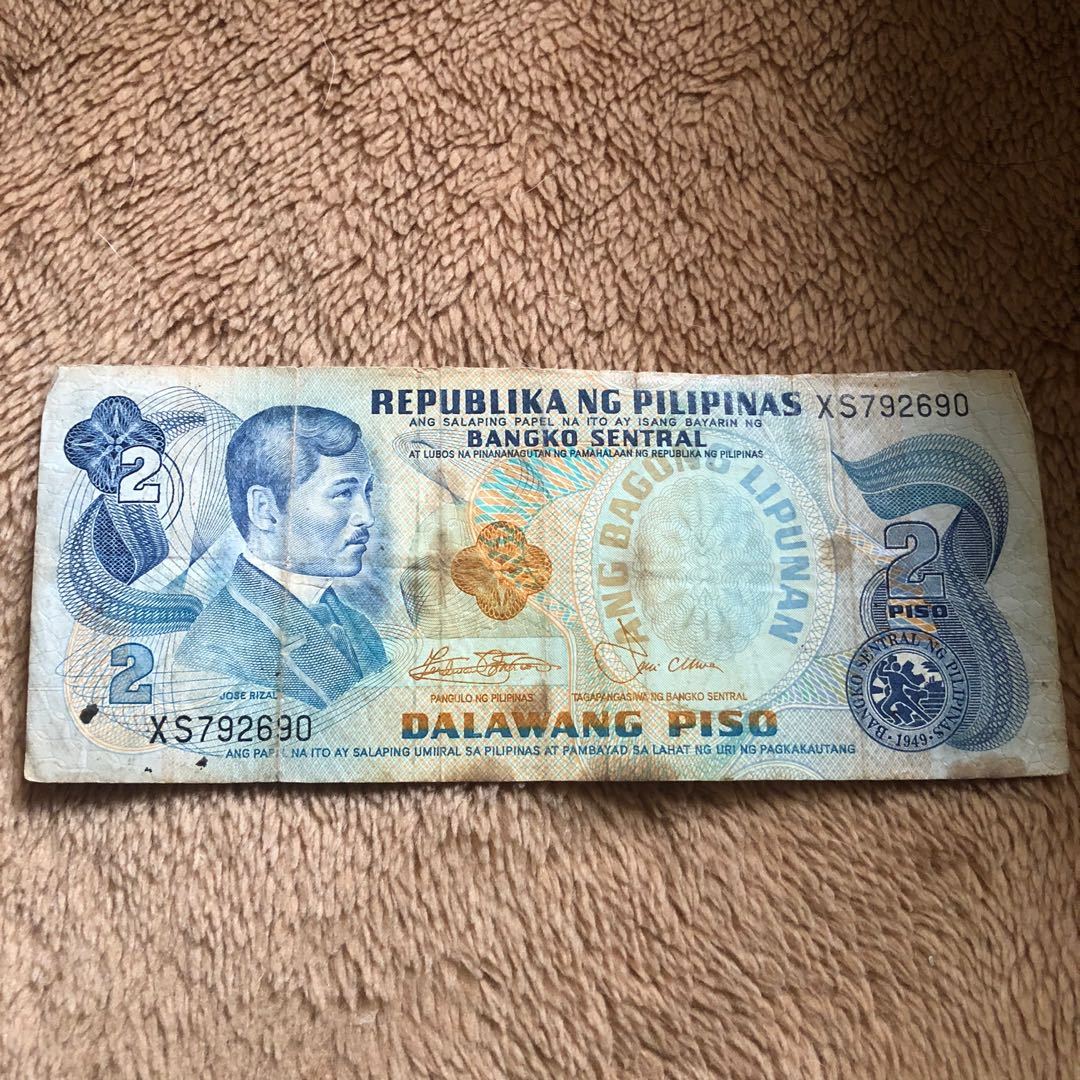 REPUBLIKA NG PILIPINAS
XS792690
ANG SALAPING PAPEL NA ITO AY ISANG BAYARIN NG
BANGKO SENTRAL
AT LUBOS NA PINANANAGUTAN NG PAMAHALAAN NG REPUBLIKA NG PILIPINAS
2
ANG BAGONG LIPUNAN
2
PISO
2
JOSE RIZAL
PANGULO NG PILIPINAS
TAGAPANGASIWA NG BANGKO SENTRAL
BANGKO SENTRAL NG PILIPINAS
1949
XS792690
DALAWANG PISO
ANG PAPEL NA ITO AY SALAPING UMIIRAL SA PILIPINAS AT PAMBAYAD SA LAHAT NG URI NG PAGKAKAUTANG